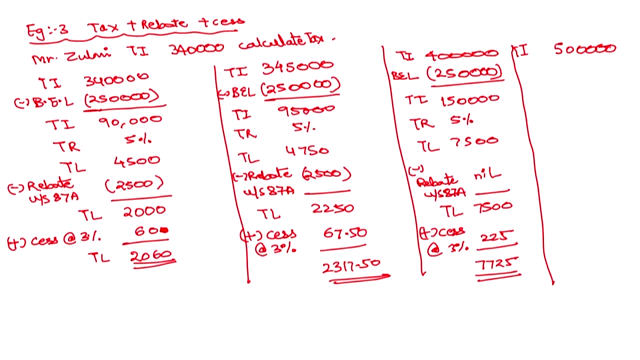 Eg:-3 Tax + Rebate + cess
Mr. Zulmi TI 340000 calculate Tax.
TI 340000
(-) B.E.L (250000)
TI 90,000
TR 5%
TL 4500
(-) Rebate (2500)
u/s 87A
TL 2000
(+) cess @ 3% 600
TL 2060
TI 345000
(-) BEL (250000)
TI 95000
TR 5%
TL 4750
(-) Rebate (2500)
u/s 87A
TL 2250
(+) cess 67.50
@ 3%
2317.50
TI 400000
BEL (250000)
TI 150000
TR 5%
TL 7500
(-)
Rebate nil
u/s 87A
TL 7500
(+) cess 225
@ 3%
7725
TI 500000